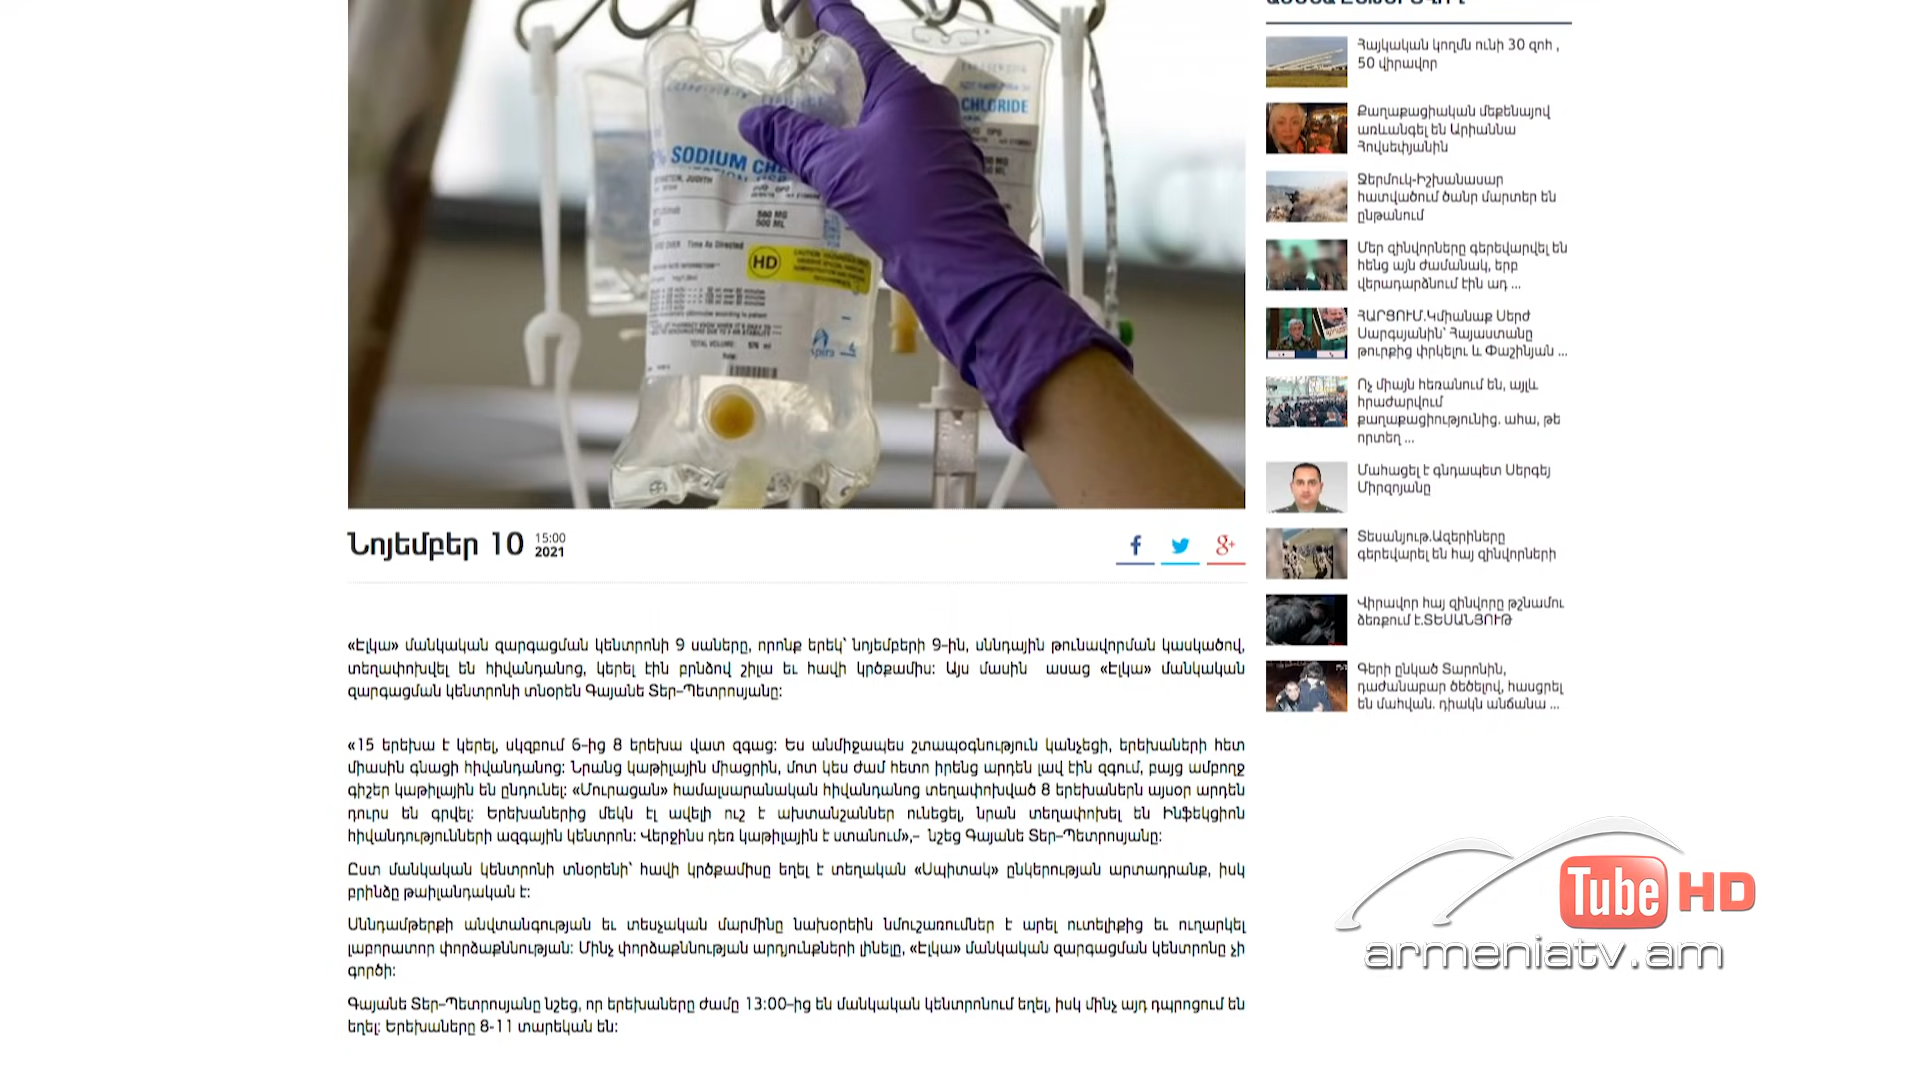 CHLORIDE
SODIUM
Time As Directed
500 ML
HD
TOTAL VOLUME
Նոյեմբեր 10 15:00
2021
«Էլկա» մանկական զարգացման կենտրոնի 9 սաները, որոնք երեկ՝ նոյեմբերի 9–ին, սննդային թունավորման կասկածով,
տեղափոխվել են հիվանդանոց, կերել էին բրնձով շիլա եւ հավի կրծքամիս: Այս մասին ասաց «Էլկա» մանկական
զարգացման կենտրոնի տնօրեն Գայանե Տեր–Պետրոսյանը:
«15 երեխա է կերել, սկզբում 6–ից 8 երեխա վատ զգաց: Ես անմիջապես շտապօգնություն կանչեցի, երեխաների հետ
միասին գնացի հիվանդանոց: Նրանց կաթիլային միացրին, մոտ կես ժամ հետո իրենց արդեն լավ էին զգում, բայց ամբողջ
գիշեր կաթիլային են ընդունել: «Մուրացան» համալսարանական հիվանդանոց տեղափոխված 8 երեխաներն այսօր արդեն
դուրս են գրվել: Երեխաներից մեկն էլ ավելի ուշ է ախտանշաններ ունեցել, նրան տեղափոխել են Ինֆեկցիոն
հիվանդությունների ազգային կենտրոն: Վերջինս դեռ կաթիլային է ստանում»,– նշեց Գայանե Տեր–Պետրոսյանը:
Ըստ մանկական կենտրոնի տնօրենի՝ հավի կրծքամիսը եղել է տեղական «Սպիտակ» ընկերության արտադրանք, իսկ
բրինձը թաիլանդական է:
Սննդամթերքի անվտանգության եւ տեսչական մարմինը նախօրեին նմուշառումներ է արել ուտելիքից եւ ուղարկել
լաբորատոր փորձաքննության: Մինչ փորձաքննության արդյունքների լինելը, «Էլկա» մանկական զարգացման կենտրոնը չի
գործի:
Գայանե Տեր–Պետրոսյանը նշեց, որ երեխաները ժամը 13:00–ից են մանկական կենտրոնում եղել, իսկ մինչ այդ դպրոցում են
եղել: Երեխաները 8-11 տարեկան են:
Հայկական կողմն ունի 30 զոհ ,
50 վիրավոր
Քաղաքացիական մեքենայով
առևանգել են Արիաննա
Հովսեփյանին
Ջերմուկ-Իշխանասար
հատվածում ծանր մարտեր են
ընթանում
Մեր զինվորները գերեվարվել են
հենց այն ժամանակ, երբ
վերադարձնում էին ադ ...
ՀԱՐՑՈՒՄ.Կմիանաք Սերժ
Սարգսյանին՝ Հայաստանը
թուրքից փրկելու և Փաշինյան ...
Ոչ միայն հեռանում են, այլև
հրաժարվում
քաղաքացիությունից. ահա, թե
որտեղ ...
Մահացել է գնդապետ Սերգեյ
Միրզոյանը
Տեսանյութ.Ազերիները
գերեվարել են հայ զինվորների
Վիրավոր հայ զինվորը թշնամու
ձեռքում է.ՏԵՍԱՆՅՈՒԹ
Գերի ընկած Տարոնին,
դաժանաբար ծեծելով, հասցրել
են մահվան. դիակն անճանա ...
Tube HD
armeniatv.am